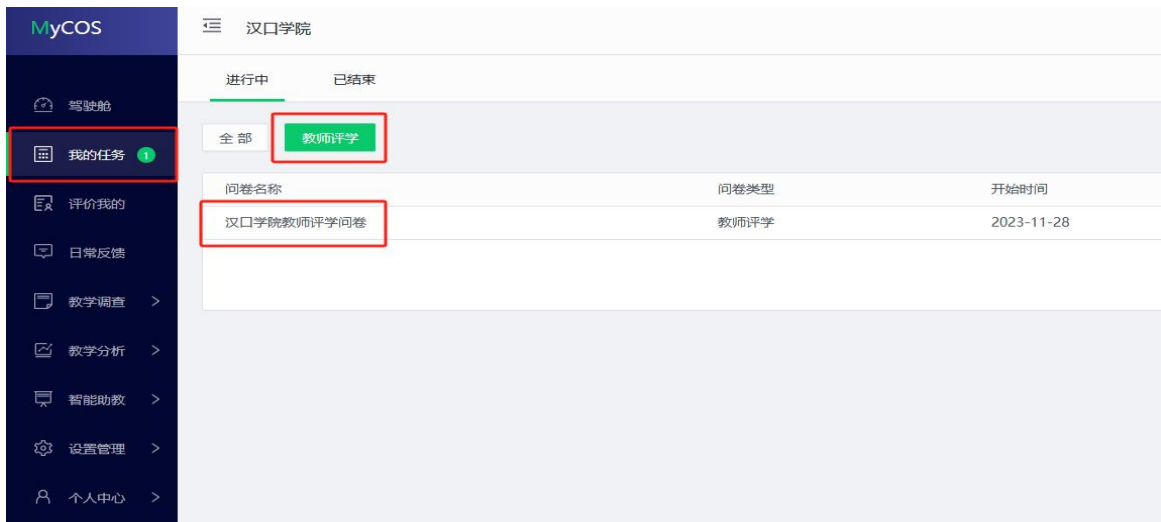 MyCOS
汉口学院
进行中 已结束
驾驶舱
全部 教师评学
我的任务 1
问卷名称 问卷类型 开始时间
评价我的
汉口学院教师评学问卷 教师评学 2023-11-28
日常反馈
教学调查 >
教学分析 >
智能助教 >
设置管理 >
个人中心 >